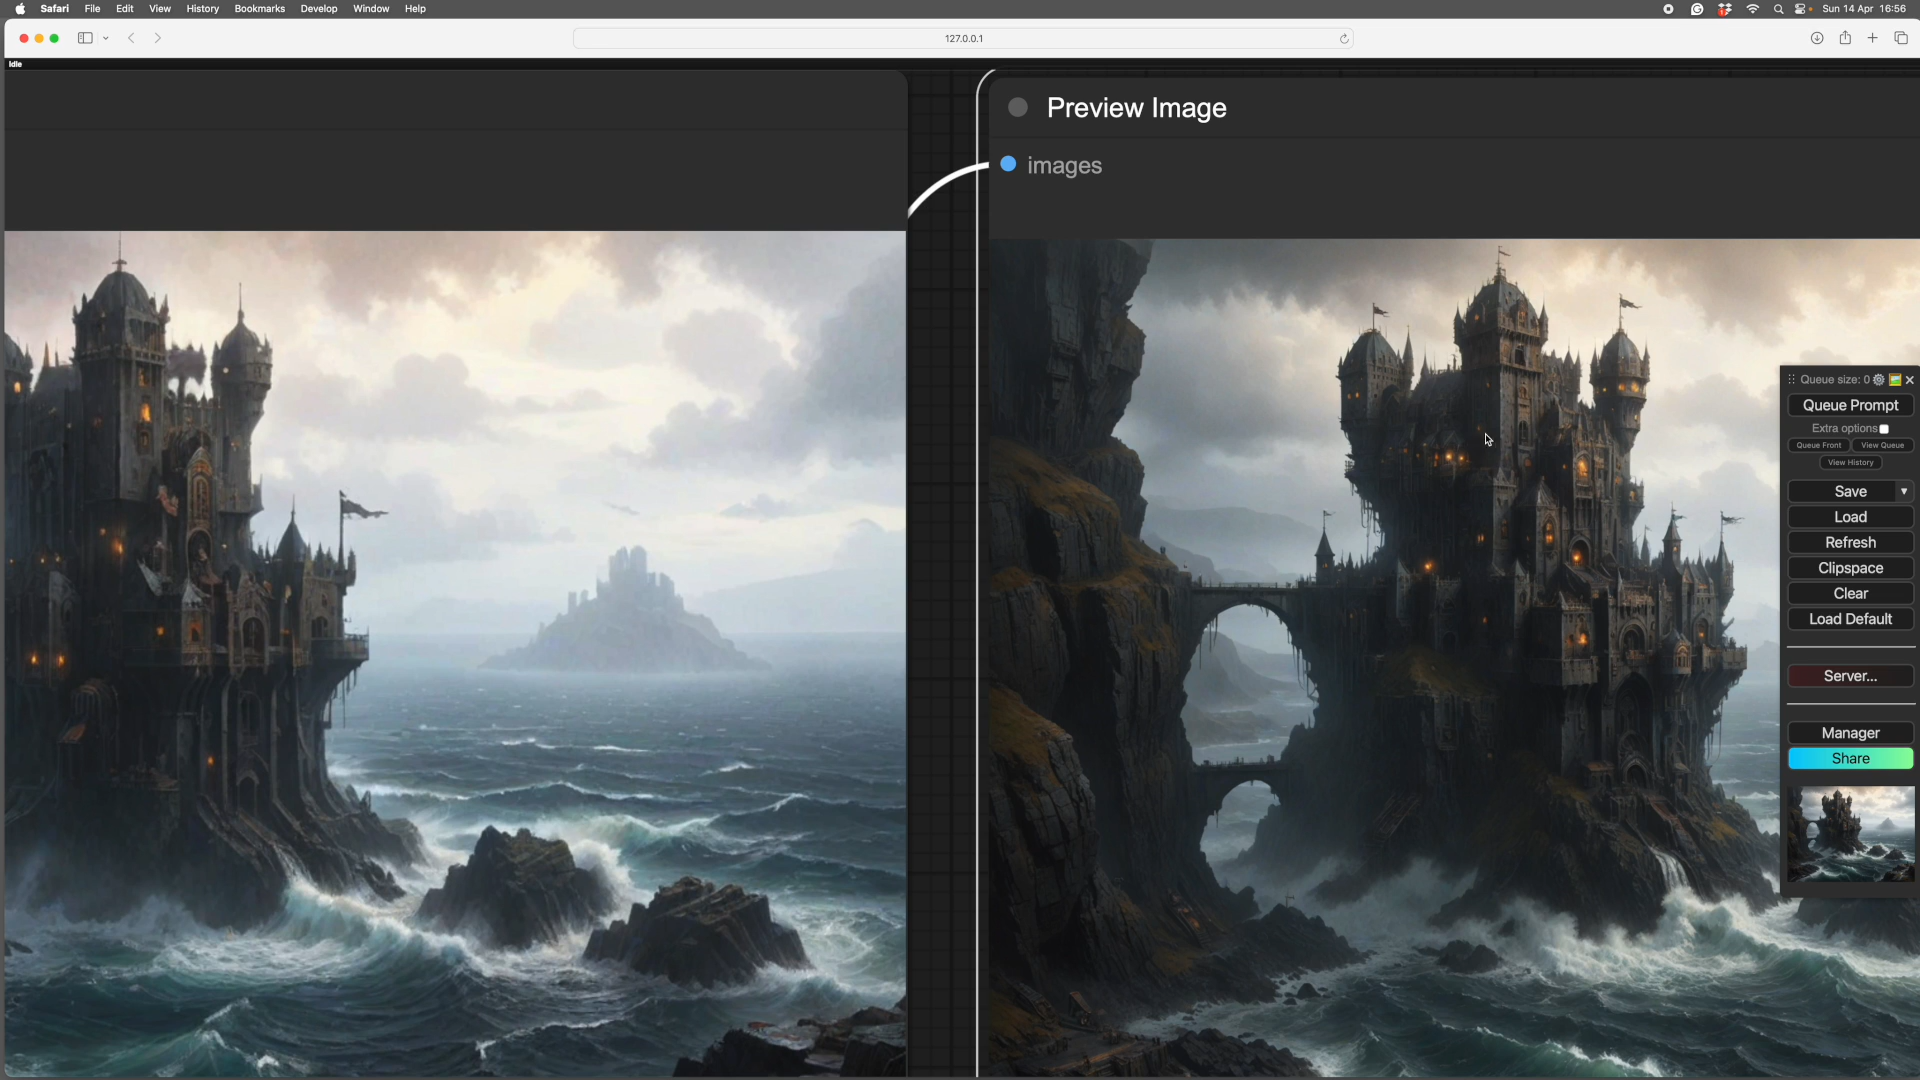 Safari File Edit View History Bookmarks Develop Window Help
Sun 14 Apr 16:56
127.0.0.1
Idle
Preview Image
images
Queue size: 0
Queue Prompt
Extra options
Queue Front View Queue
View History
Save
Load
Refresh
Clipspace
Clear
Load Default
Server...
Manager
Share